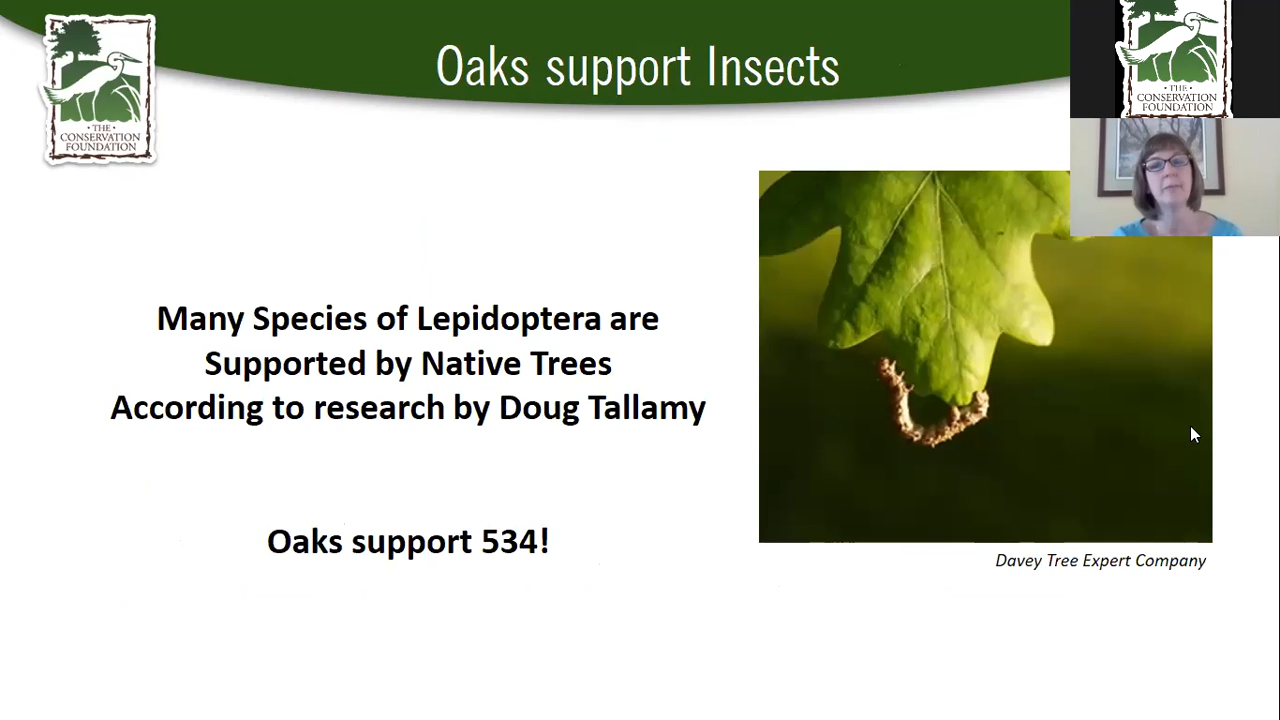 Oaks support Insects
• THE •
CONSERVATION
FOUNDATION
• THE •
CONSERVATION
FOUNDATION
Many Species of Lepidoptera are
Supported by Native Trees
According to research by Doug Tallamy
Oaks support 534!
Davey Tree Expert Company